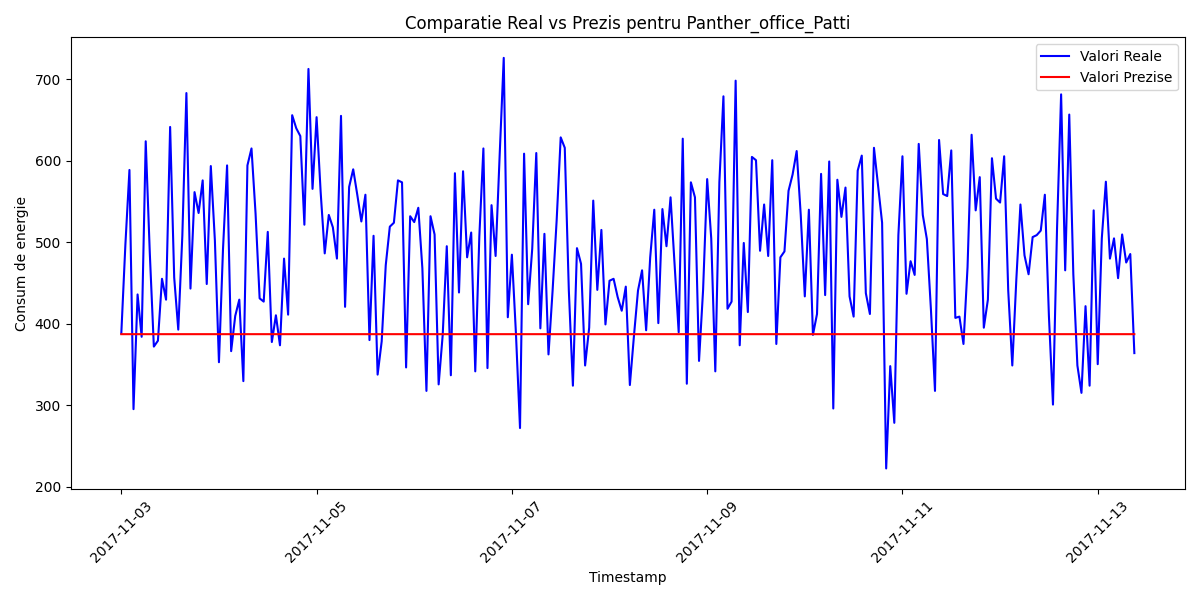 Comparatie Real vs Prezis pentru Panther_office_Patti
Valori Reale
Valori Prezise
Consum de energie
700
600
500
400
300
200
2017-11-03
2017-11-05
2017-11-07
2017-11-09
2017-11-11
2017-11-13
Timestamp